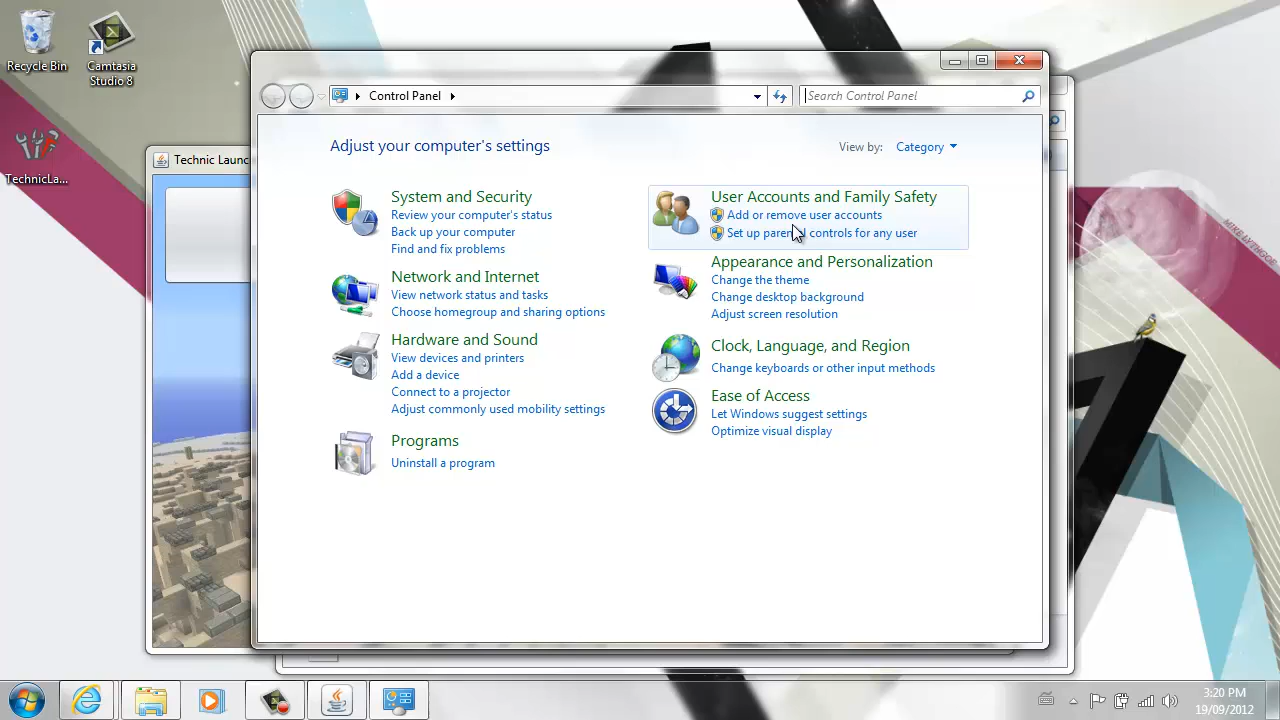 Recycle Bin
Camtasia
Studio 8
TechnicLa...
Technic Launc
Control Panel
Search Control Panel
Adjust your computer's settings
View by: Category
System and Security
Review your computer's status
Back up your computer
Find and fix problems
Network and Internet
View network status and tasks
Choose homegroup and sharing options
Hardware and Sound
View devices and printers
Add a device
Connect to a projector
Adjust commonly used mobility settings
Programs
Uninstall a program
User Accounts and Family Safety
Add or remove user accounts
Set up parental controls for any user
Appearance and Personalization
Change the theme
Change desktop background
Adjust screen resolution
Clock, Language, and Region
Change keyboards or other input methods
Ease of Access
Let Windows suggest settings
Optimize visual display
3:20 PM
19/09/2012